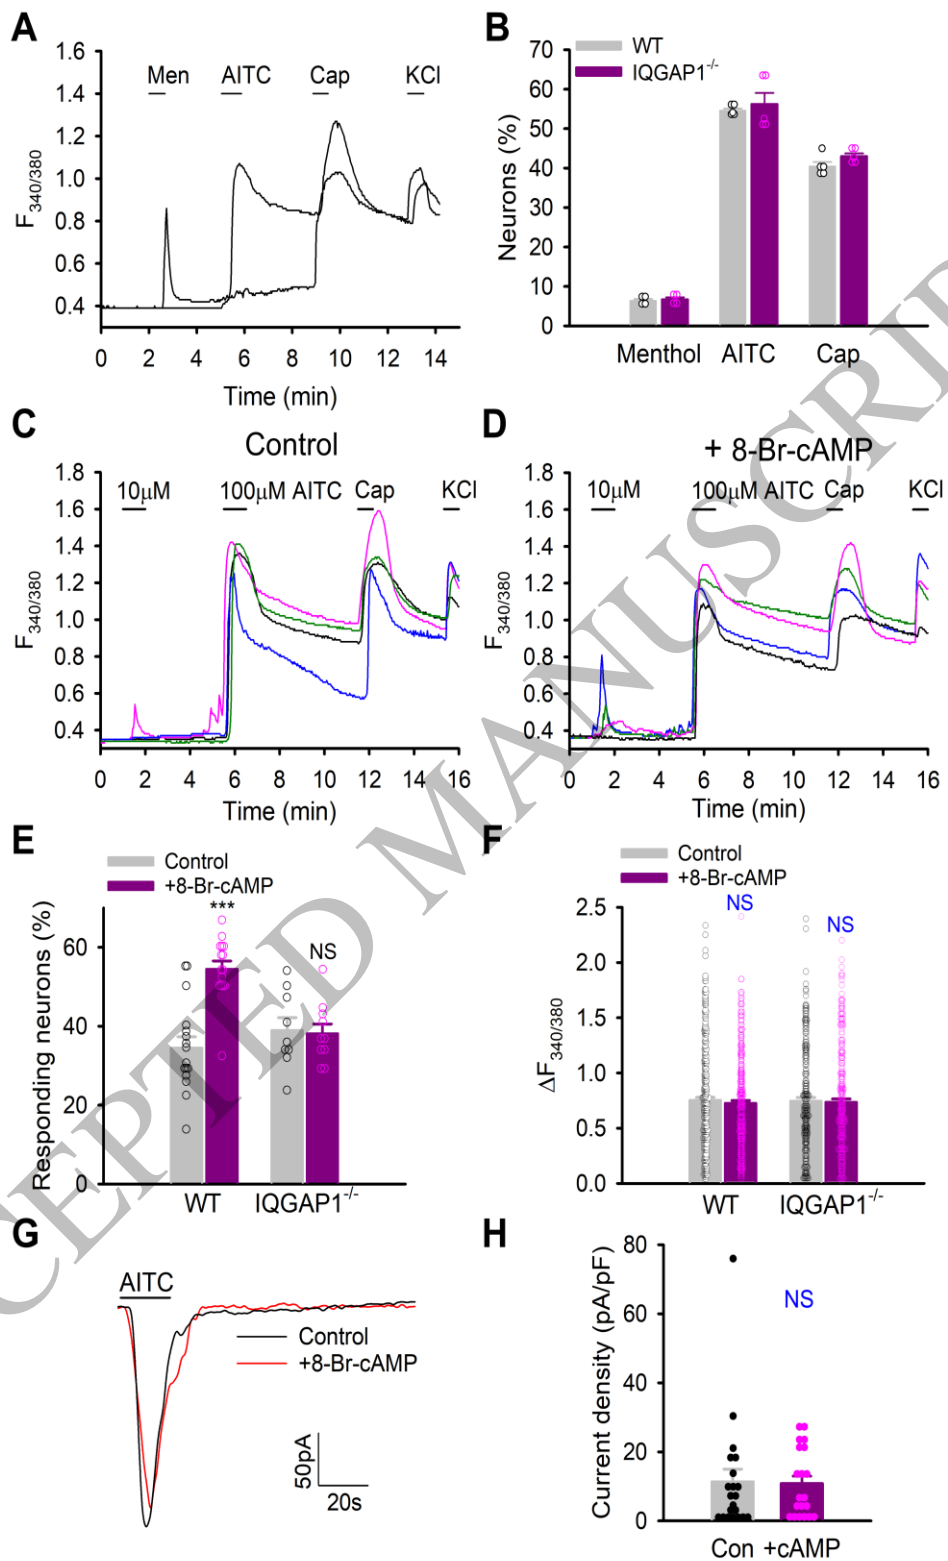 A
1.6
1.4
1.2
1.0
0.8
0.6
0.4
F340/380
Men AITC Cap KCl
0 2 4 6 8 10 12 14
Time (min)
B
70
60
50
40
30
20
10
0
Neurons (%)
WT
IQGAP1-/-
Menthol AITC Cap
C
Control
1.8
1.6
1.4
1.2
1.0
0.8
0.6
0.4
F340/380
10μM 100μM AITC Cap KCl
0 2 4 6 8 10 12 14 16
Time (min)
D
+ 8-Br-cAMP
1.8
1.6
1.4
1.2
1.0
0.8
0.6
0.4
F340/380
10μM 100μM AITC Cap KCl
0 2 4 6 8 10 12 14 16
Time (min)
E
Control
+8-Br-cAMP
60
40
20
0
Responding neurons (%)
***
NS
WT IQGAP1-/-
F
Control
+8-Br-cAMP
2.5
2.0
1.5
1.0
0.5
0.0
ΔF340/380
NS
NS
WT IQGAP1-/-
G
AITC
Control
+8-Br-cAMP
50pA
20s
H
80
60
40
20
0
Current density (pA/pF)
NS
Con +cAMP
CEPTED MANUSCRI